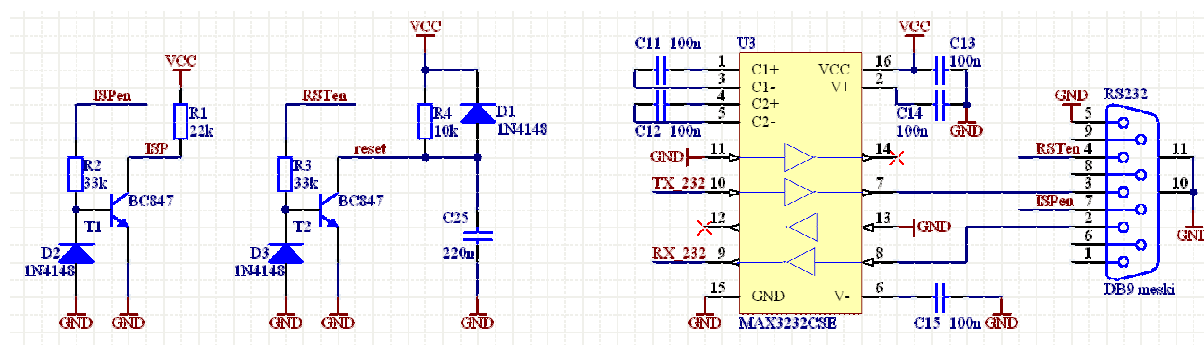 VCC
ISPen
R1
22k
ISP
R2
33k
BC847
T1
D2
1N4148
GND
GND
VCC
RSTen
R4
10k
D1
1N4148
reset
R3
33k
BC847
T2
D3
1N4148
C25
220n
GND
GND
GND
C11 100n
C12 100n
U3
1 C1+
3 C1-
4 C2+
5 C2-
VCC 16
V+ 2
VCC
C13
100n
C14
100n
GND
GND 11
14
TX_232 10
7
12
13 GND
RX_232 9
8
15 GND
V- 6
GND
MAX3232CSE
C15 100n
GND
GND
RS232
5
9
RSTen 4
8
3
ISPen 7
2
6
1
11
10
GND
DB9 meski